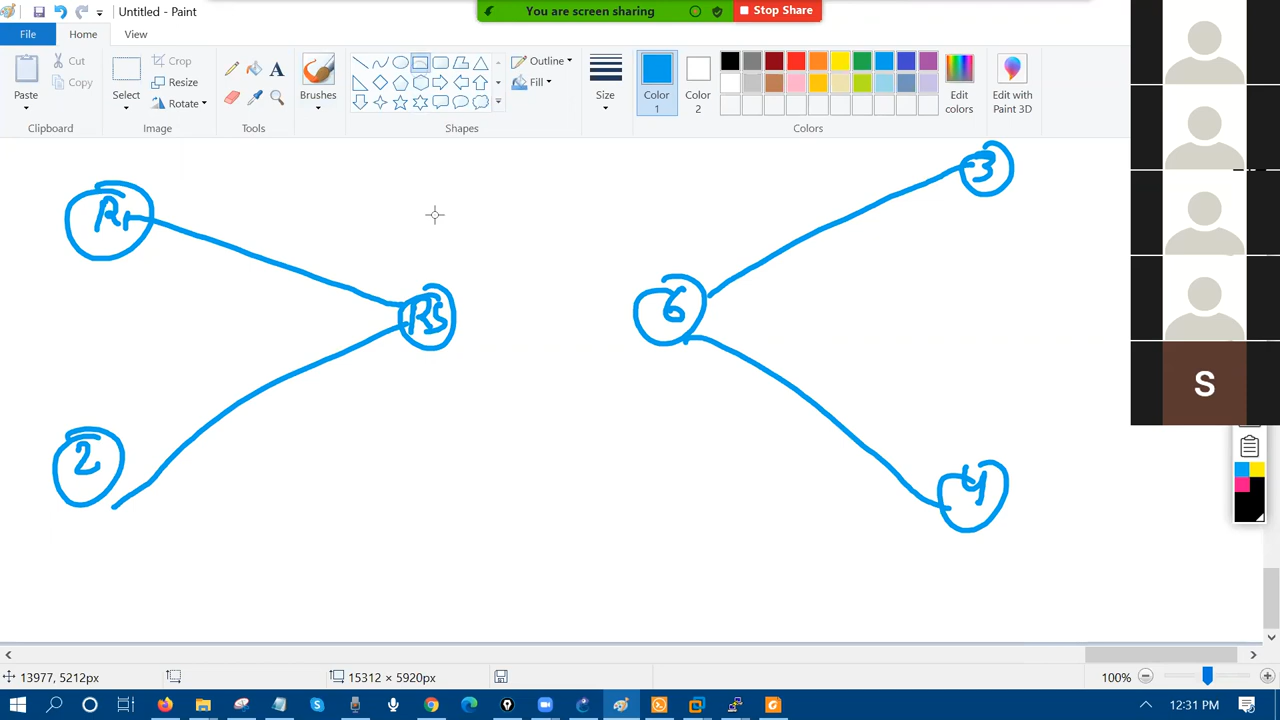 Untitled - Paint
You are screen sharing
Stop Share
File
Home
View
Paste
Cut
Copy
Clipboard
Select
Crop
Resize
Rotate
Image
Tools
Brushes
Shapes
Outline
Fill
Size
Color 1
Color 2
Edit colors
Colors
Edit with Paint 3D
R1
3
R5
6
2
4
S
13977, 5212px
15312 × 5920px
100%
12:31 PM